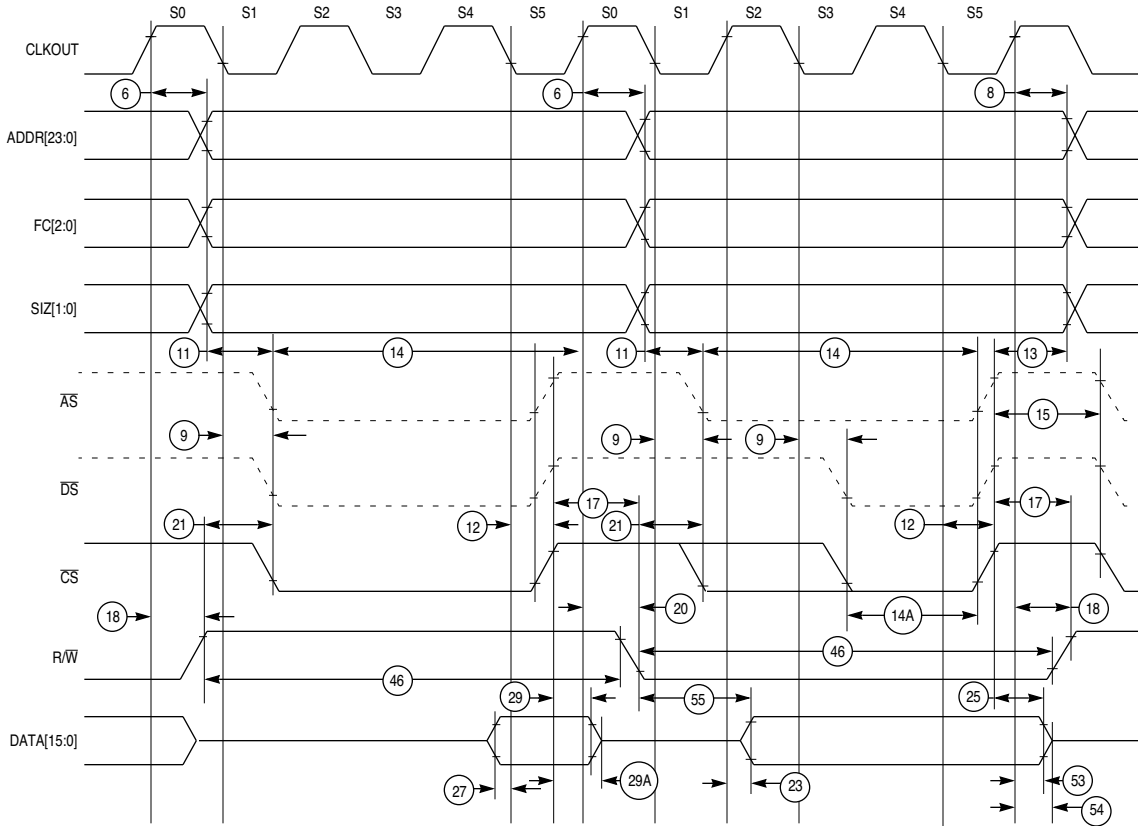 S0 S1 S2 S3 S4 S5 S0 S1 S2 S3 S4 S5
CLKOUT
6 6 8
ADDR[23:0]
FC[2:0]
SIZ[1:0]
11 14 11 14 13
AS
15
9 9 9
DS
17 17
21 12 21 12
CS
18 20 14A 18
R/W
46 46
29 55 25
DATA[15:0]
27 29A 23 53
54